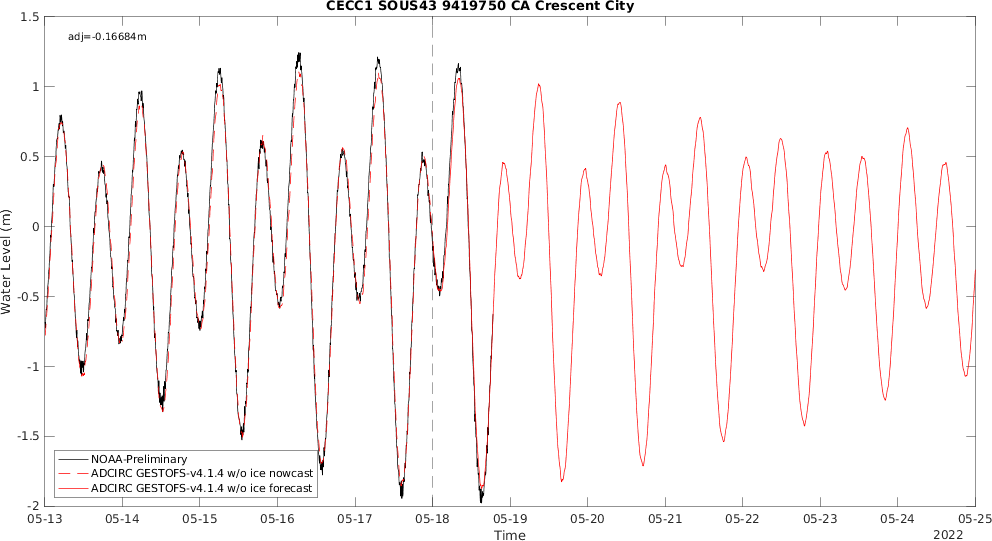 CECC1 SOUS43 9419750 CA Crescent City
adj=-0.16684m
1.5
1
0.5
0
-0.5
-1
-1.5
-2
Water Level (m)
NOAA-Preliminary
ADCIRC GESTOFS-v4.1.4 w/o ice nowcast
ADCIRC GESTOFS-v4.1.4 w/o ice forecast
05-13 05-14 05-15 05-16 05-17 05-18 05-19 05-20 05-21 05-22 05-23 05-24 05-25
Time
2022